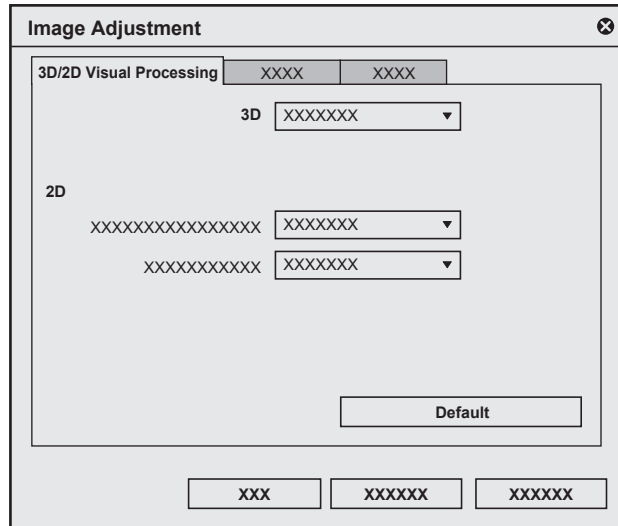 Image Adjustment
3D/2D Visual Processing XXXX XXXX
3D XXXXXXX
2D
XXXXXXXXXXXXXXXX XXXXXXX
XXXXXXXXXXX XXXXXXX
Default
XXX XXXXXX XXXXXX